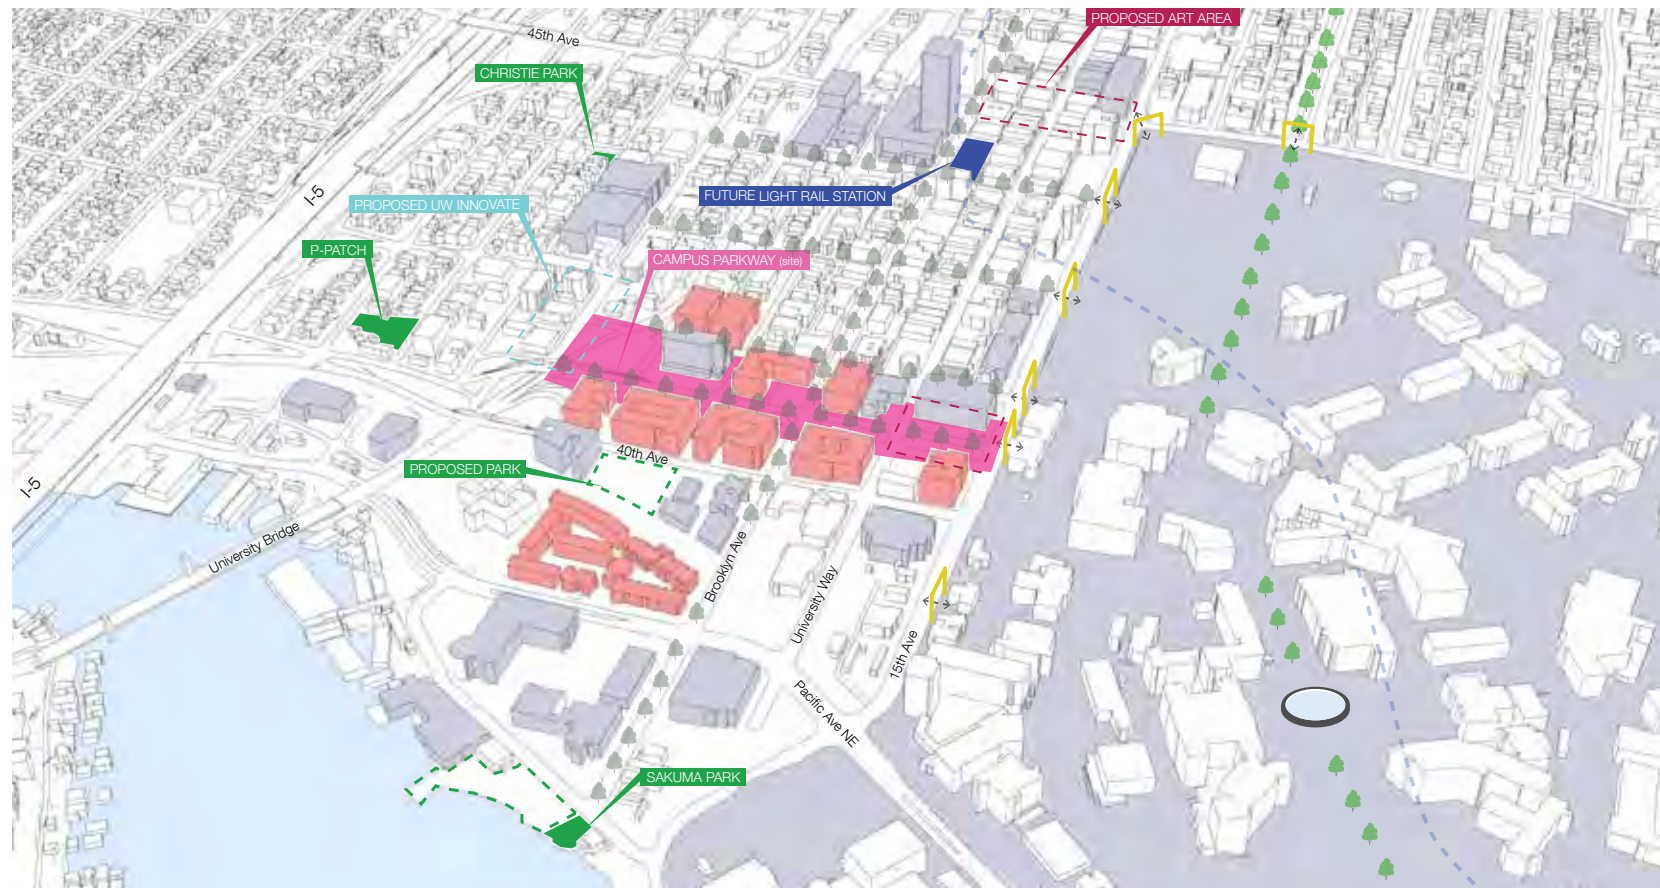 PROPOSED ART AREA
45th Ave
CHRISTIE PARK
I-5
PROPOSED UW INNOVATE
FUTURE LIGHT RAIL STATION
P-PATCH
CAMPUS PARKWAY (site)
40th Ave
PROPOSED PARK
I-5
University Bridge
Brooklyn Ave
University Way
15th Ave
Pacific Ave NE
SAKUMA PARK